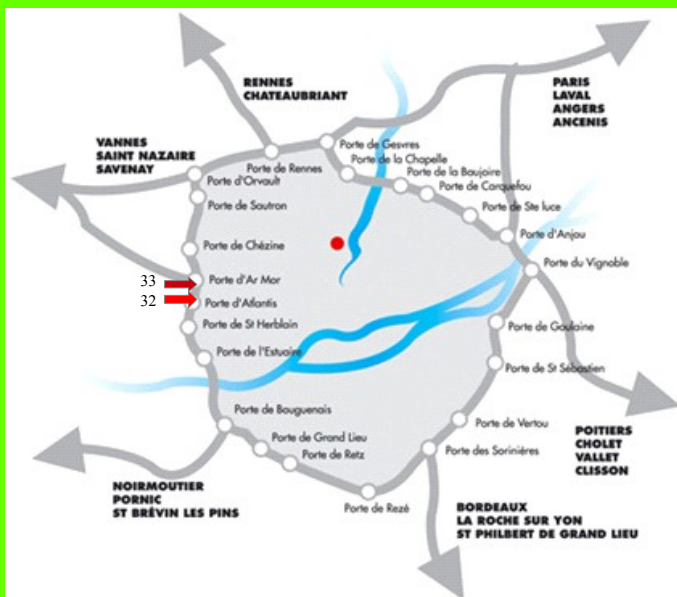 RENNES
CHATEAUBRIANT
PARIS
LAVAL
ANGERS
ANCENIS
VANNES
SAINT NAZAIRE
SAVENAY
Porte de Gesvres
Porte de la Chapelle
Porte de Rennes
Porte de la Baujoire
Porte d'Orvault
Porte de Carquefou
Porte de Sautron
Porte de Ste luce
Porte d'Anjou
Porte de Chézine
Porte du Vignoble
33
Porte d'Ar Mor
32
Porte d'Atlantis
Porte de St Herblain
Porte de Goulaine
Porte de l'Estuaire
Porte de St Sébastien
Porte de Bouguenais
Porte de Vertou
Porte de Grand Lieu
Porte des Sorinières
Porte de Retz
POITIERS
CHOLET
VALLET
CLISSON
NOIRMOUTIER
PORNIC
ST BRÉVIN LES PINS
Porte de Rezé
BORDEAUX
LA ROCHE SUR YON
ST PHILBERT DE GRAND LIEU